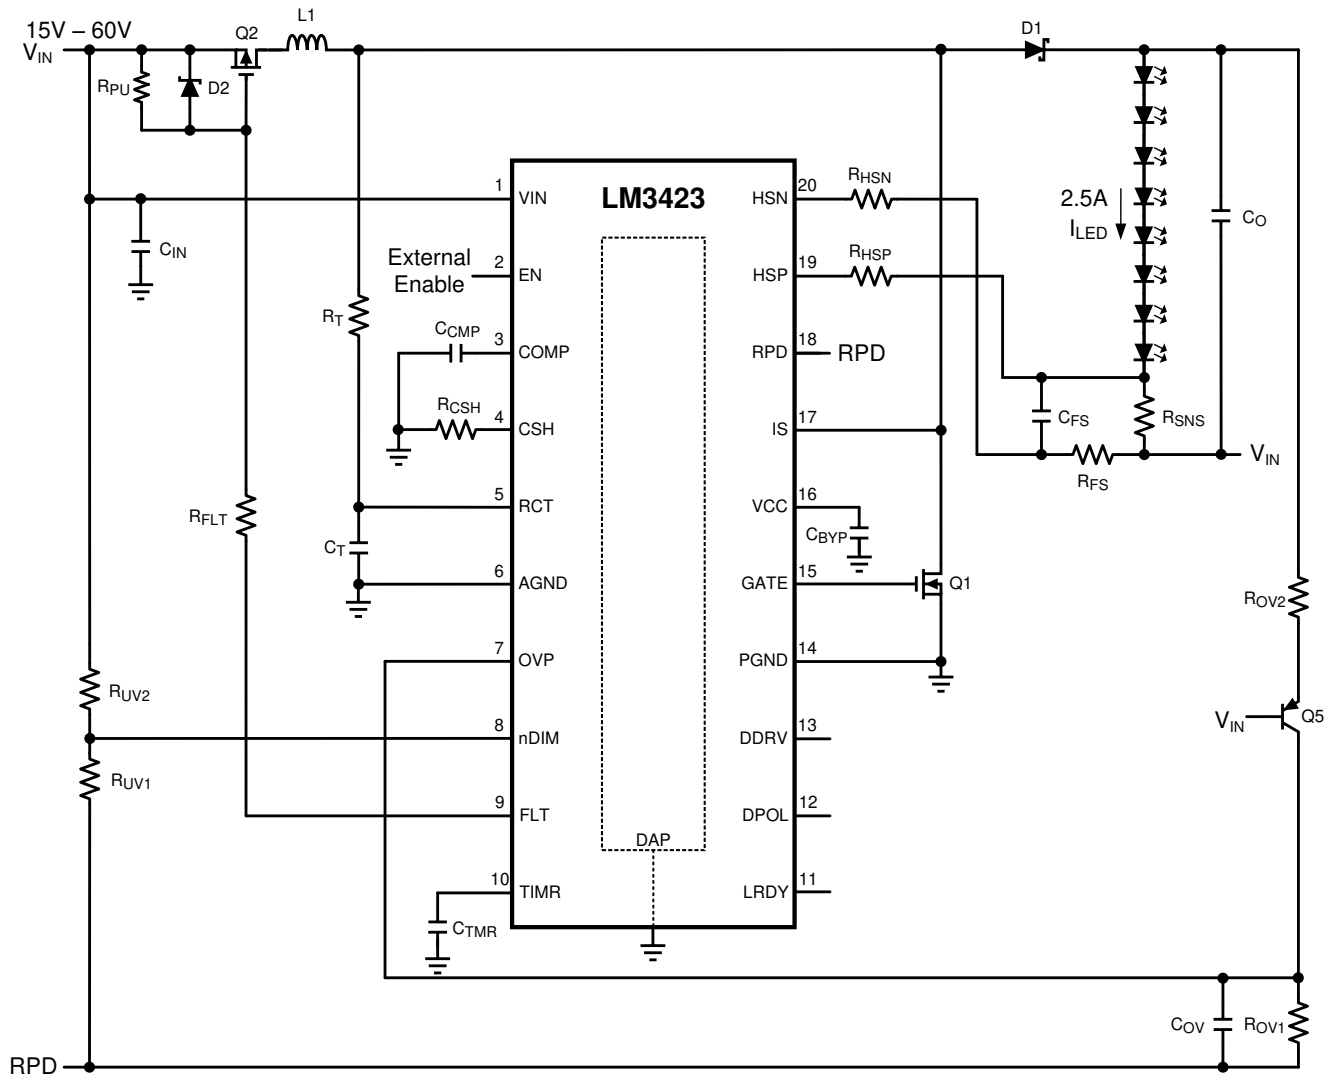 15V – 60V
VIN
Q2
L1
D1
RPU
D2
LM3423
1
VIN
HSN
20
RHSN
2.5A
ILED
CO
CIN
External
Enable
2
EN
HSP
19
RHSP
RT
CCMP
3
COMP
RPD
18
RPD
RCSH
4
CSH
IS
17
CFS
RSNS
VIN
RFS
RFLT
5
RCT
VCC
16
CBYP
CT
6
AGND
GATE
15
Q1
ROV2
7
OVP
PGND
14
RUV2
VIN
Q5
8
nDIM
DDRV
13
RUV1
9
FLT
DPOL
12
DAP
10
TIMR
LRDY
11
CTMR
COV
ROV1
RPD